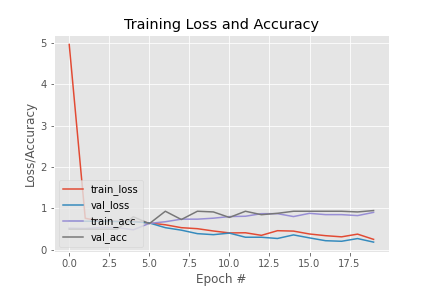 Training Loss and Accuracy
Loss/Accuracy
5
4
3
2
1
0
train_loss
val_loss
train_acc
val_acc
0.0 2.5 5.0 7.5 10.0 12.5 15.0 17.5
Epoch #